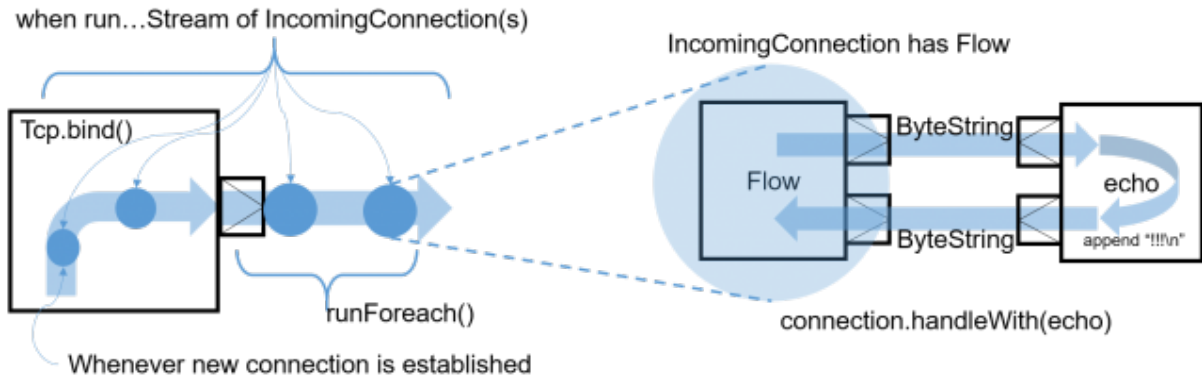 when run…Stream of IncomingConnection(s)
Tcp.bind()
runForeach()
Whenever new connection is established
IncomingConnection has Flow
Flow
ByteString
ByteString
echo
append “!!!\n”
connection.handleWith(echo)